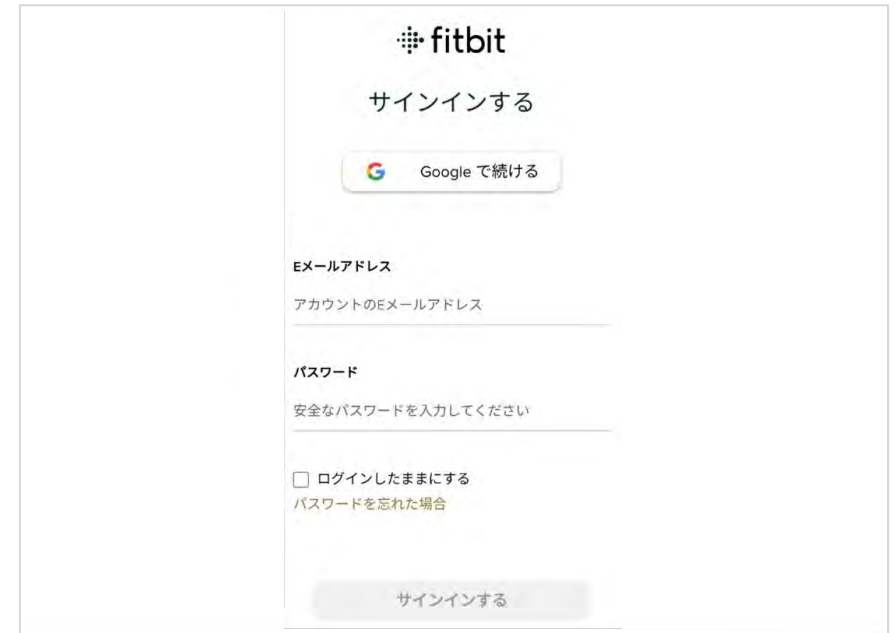 fitbit
サインインする
Google で続ける
Eメールアドレス
アカウントのEメールアドレス
パスワード
安全なパスワードを入力してください
ログインしたままにする
パスワードを忘れた場合
サインインする